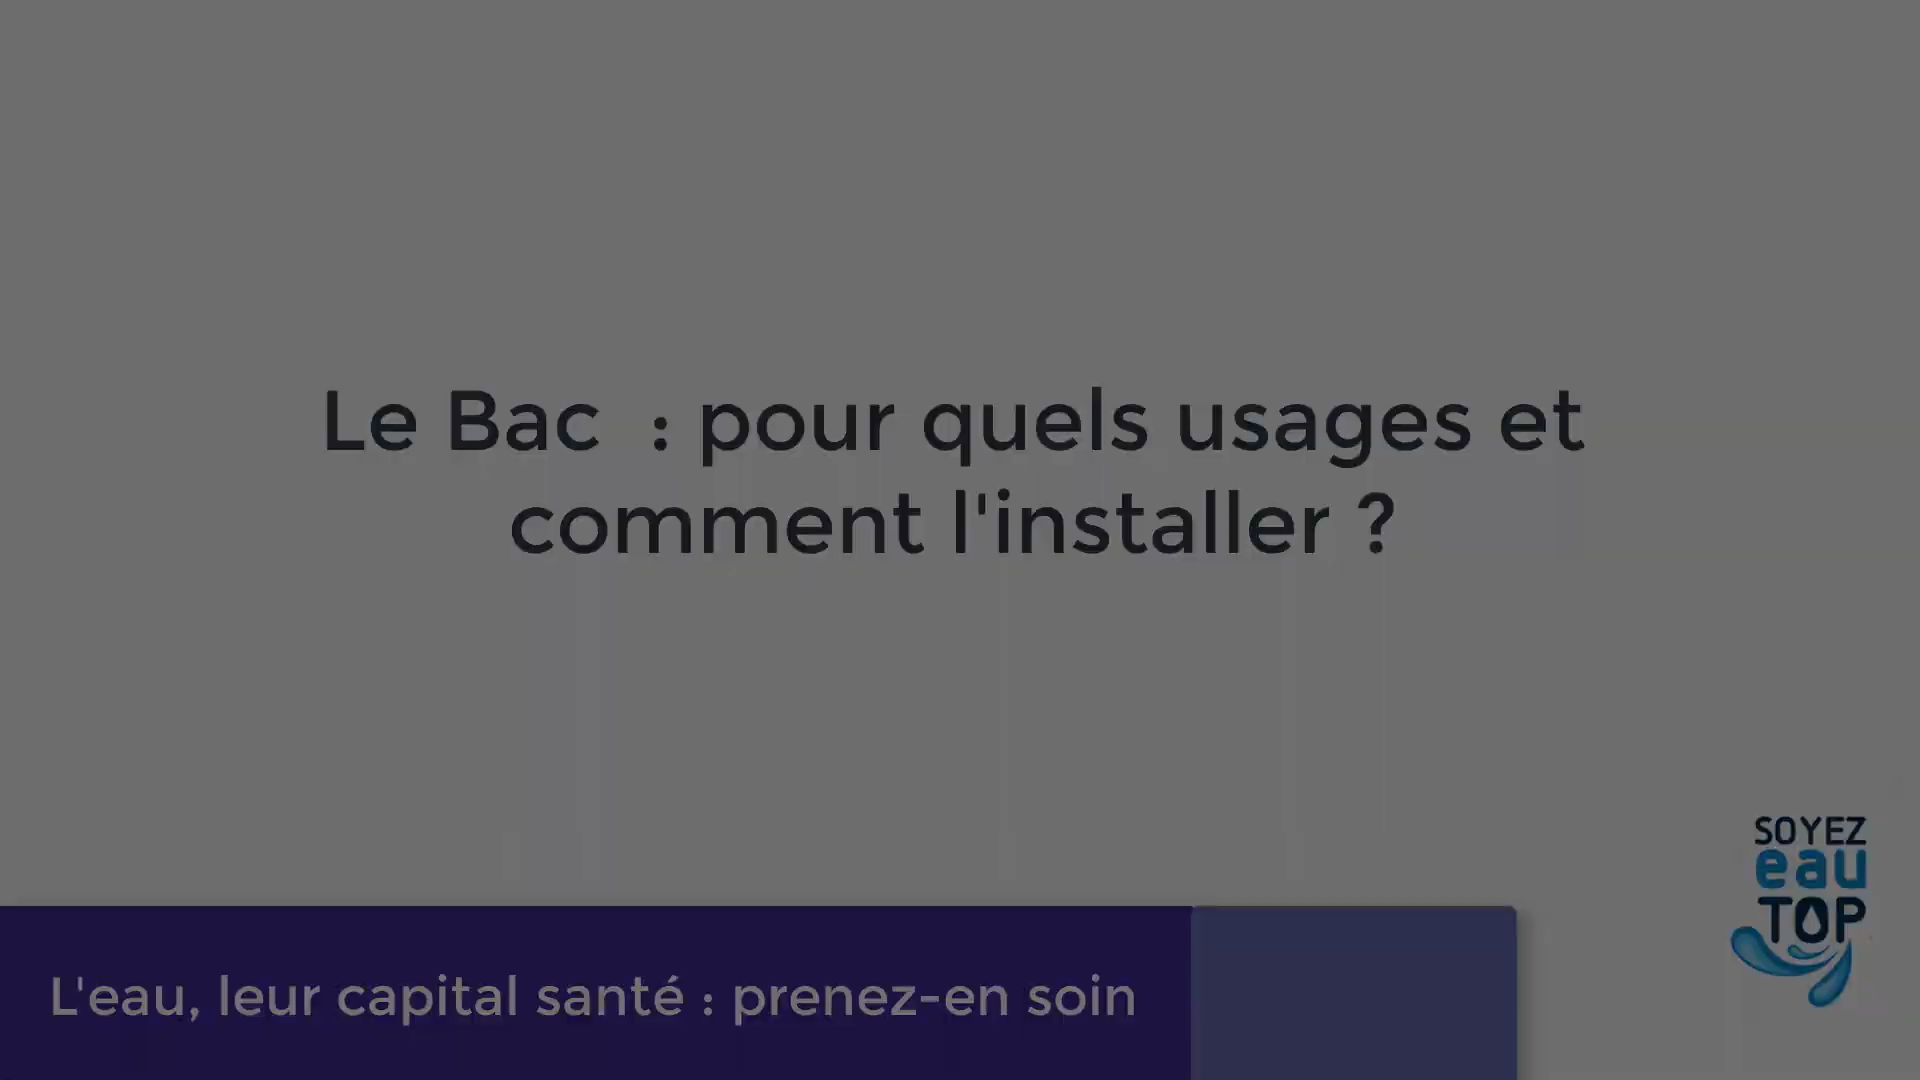 Le Bac  : pour quels usages et
comment l'installer ?
SOYEZ
eau
TOP
L'eau, leur capital santé : prenez-en soin